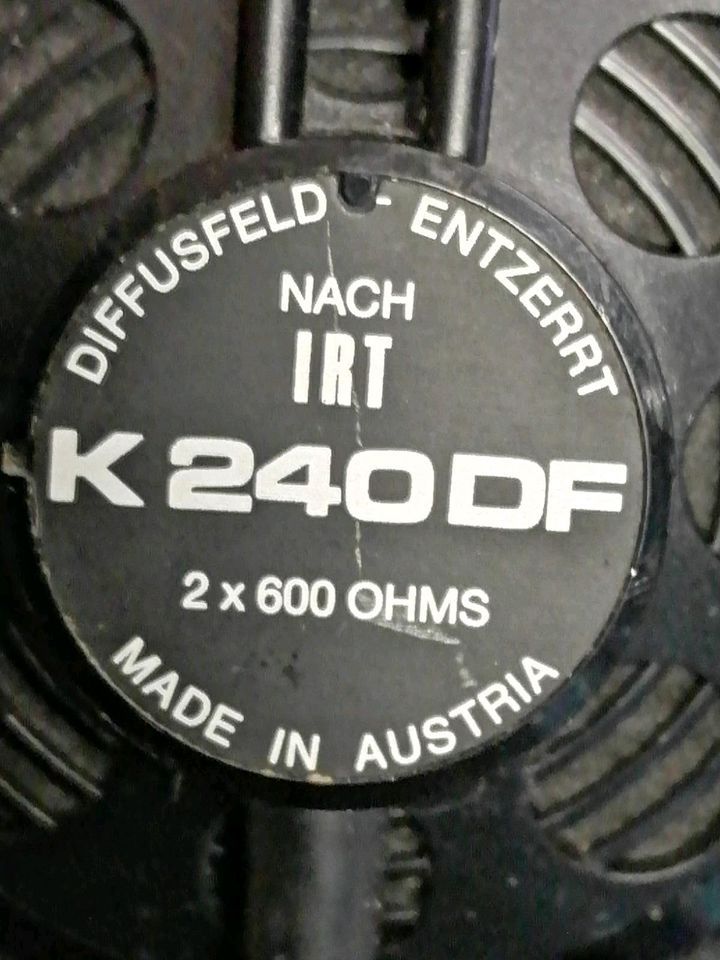 DIFFUSFELD - ENTZERRT
NACH
IRT
K 240 DF
2 x 600 OHMS
MADE IN AUSTRIA